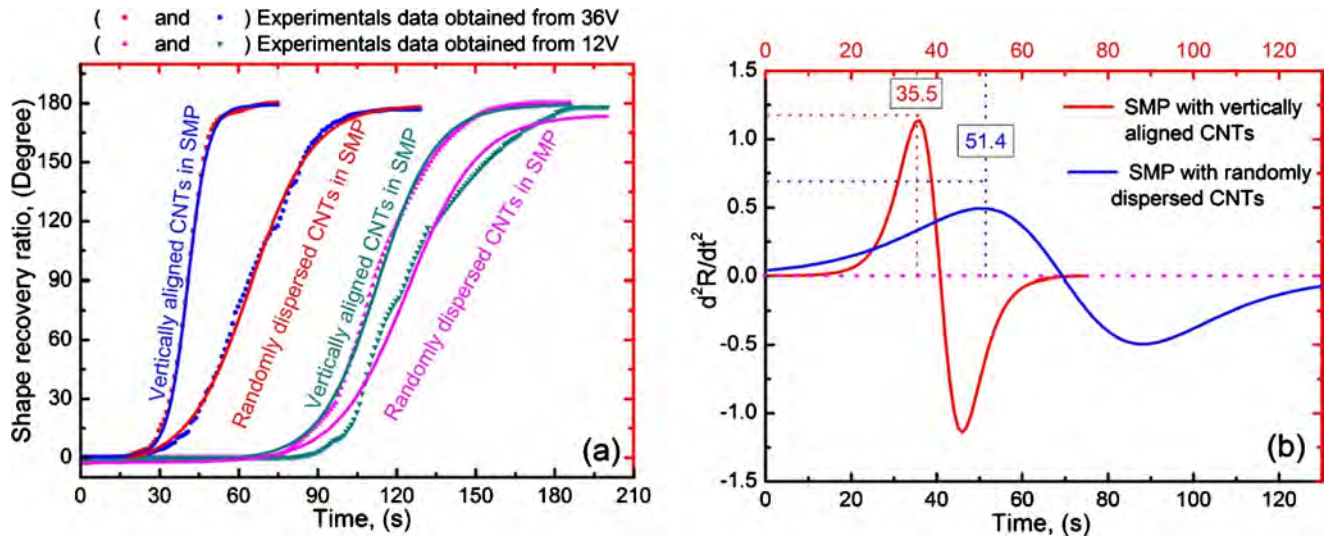 ( • and • ) Experimentals data obtained from 36V
( ▲ and ▼ ) Experimentals data obtained from 12V
Shape recovery ratio, (Degree)
180
150
120
90
60
30
0
Vertically aligned CNTs in SMP
Randomly dispersed CNTs in SMP
Vertically aligned CNTs in SMP
Randomly dispersed CNTs in SMP
(a)
0 30 60 90 120 150 180 210
Time, (s)
0 20 40 60 80 100 120
d²R/dt²
1.5
1.0
0.5
0.0
-0.5
-1.0
-1.5
35.5
51.4
SMP with vertically
aligned CNTs
SMP with randomly
dispersed CNTs
(b)
0 20 40 60 80 100 120
Time, (s)